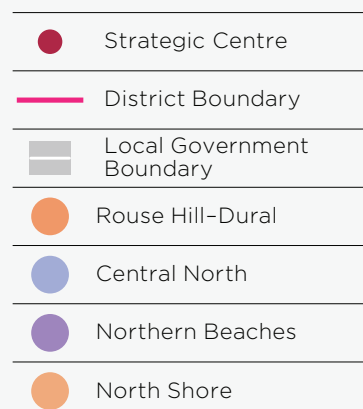 Strategic Centre
District Boundary
Local Government
Boundary
Rouse Hill–Dural
Central North
Northern Beaches
North Shore